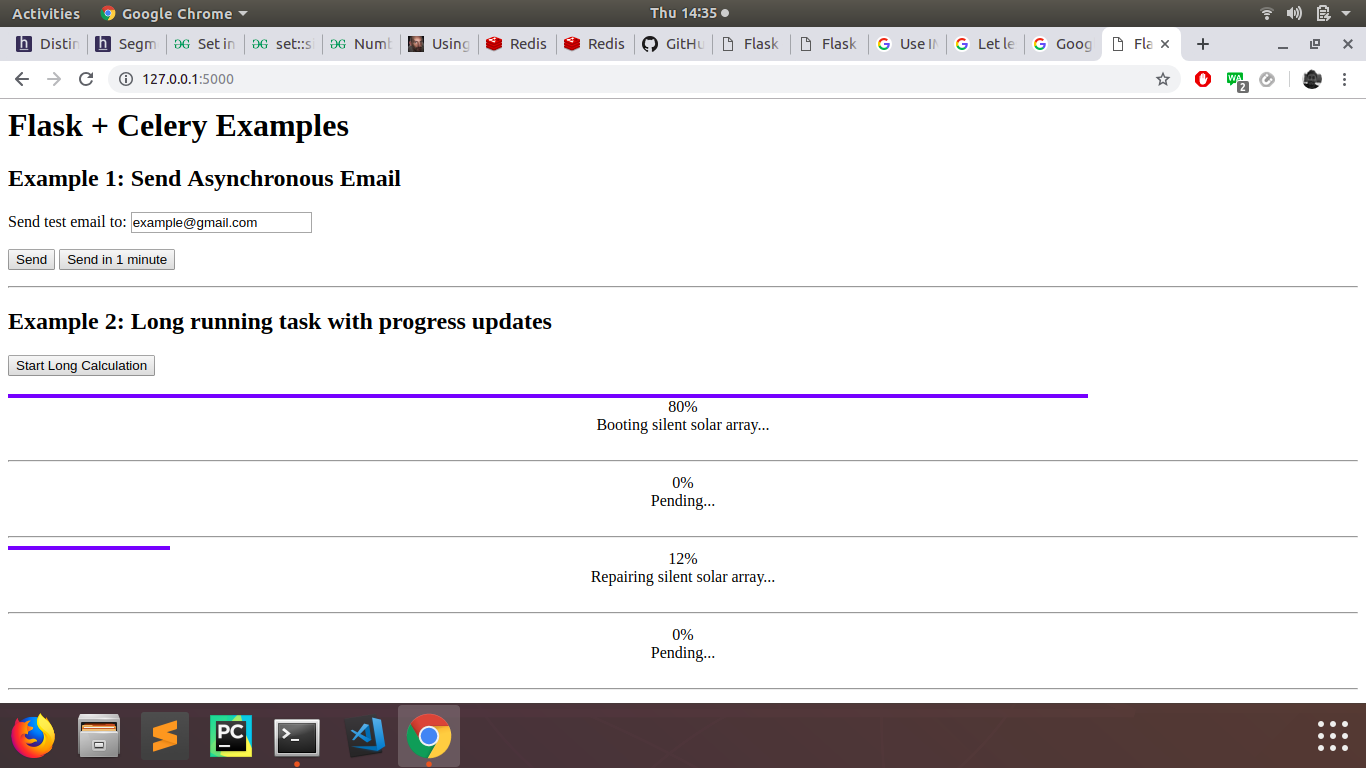 Activities Google Chrome Thu 14:35
Distin Segm Set in set::s Numb Using Redis Redis GitHu Flask Flask Use I Let le Goog Fla
127.0.0.1:5000
WA
2
Flask + Celery Examples
Example 1: Send Asynchronous Email
Send test email to: example@gmail.com
Send Send in 1 minute
Example 2: Long running task with progress updates
Start Long Calculation
80%
Booting silent solar array...
0%
Pending...
12%
Repairing silent solar array...
0%
Pending...
PC